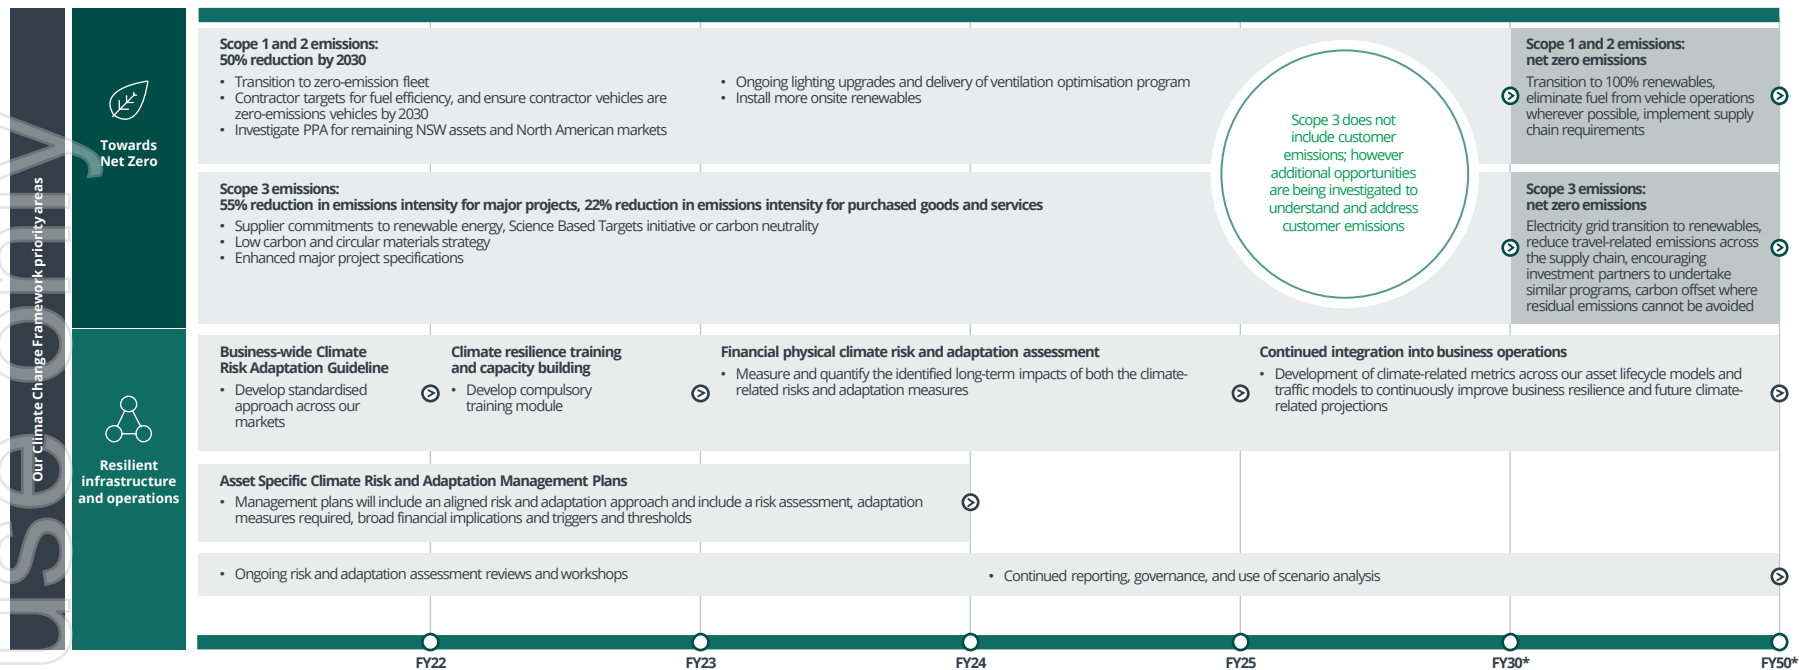 use only
Our Climate Change Framework priority areas
Towards
Net Zero
Scope 1 and 2 emissions:
50% reduction by 2030
• Transition to zero-emission fleet
• Contractor targets for fuel efficiency, and ensure contractor vehicles are
zero-emissions vehicles by 2030
• Investigate PPA for remaining NSW assets and North American markets
• Ongoing lighting upgrades and delivery of ventilation optimisation program
• Install more onsite renewables
Scope 3 does not
include customer
emissions; however
additional opportunities
are being investigated to
understand and address
customer emissions
Scope 1 and 2 emissions:
net zero emissions
Transition to 100% renewables,
eliminate fuel from vehicle operations
wherever possible, implement supply
chain requirements
Scope 3 emissions:
55% reduction in emissions intensity for major projects, 22% reduction in emissions intensity for purchased goods and services
• Supplier commitments to renewable energy, Science Based Targets initiative or carbon neutrality
• Low carbon and circular materials strategy
• Enhanced major project specifications
Scope 3 emissions:
net zero emissions
Electricity grid transition to renewables,
reduce travel-related emissions across
the supply chain, encouraging
investment partners to undertake
similar programs, carbon offset where
residual emissions cannot be avoided
Resilient
infrastructure
and operations
Business-wide Climate
Risk Adaptation Guideline
• Develop standardised
approach across our
markets
Climate resilience training
and capacity building
• Develop compulsory
training module
Financial physical climate risk and adaptation assessment
• Measure and quantify the identified long-term impacts of both the climate-
related risks and adaptation measures
Continued integration into business operations
• Development of climate-related metrics across our asset lifecycle models and
traffic models to continuously improve business resilience and future climate-
related projections
Asset Specific Climate Risk and Adaptation Management Plans
• Management plans will include an aligned risk and adaptation approach and include a risk assessment, adaptation
measures required, broad financial implications and triggers and thresholds
• Ongoing risk and adaptation assessment reviews and workshops
• Continued reporting, governance, and use of scenario analysis
FY22
FY23
FY24
FY25
FY30*
FY50*